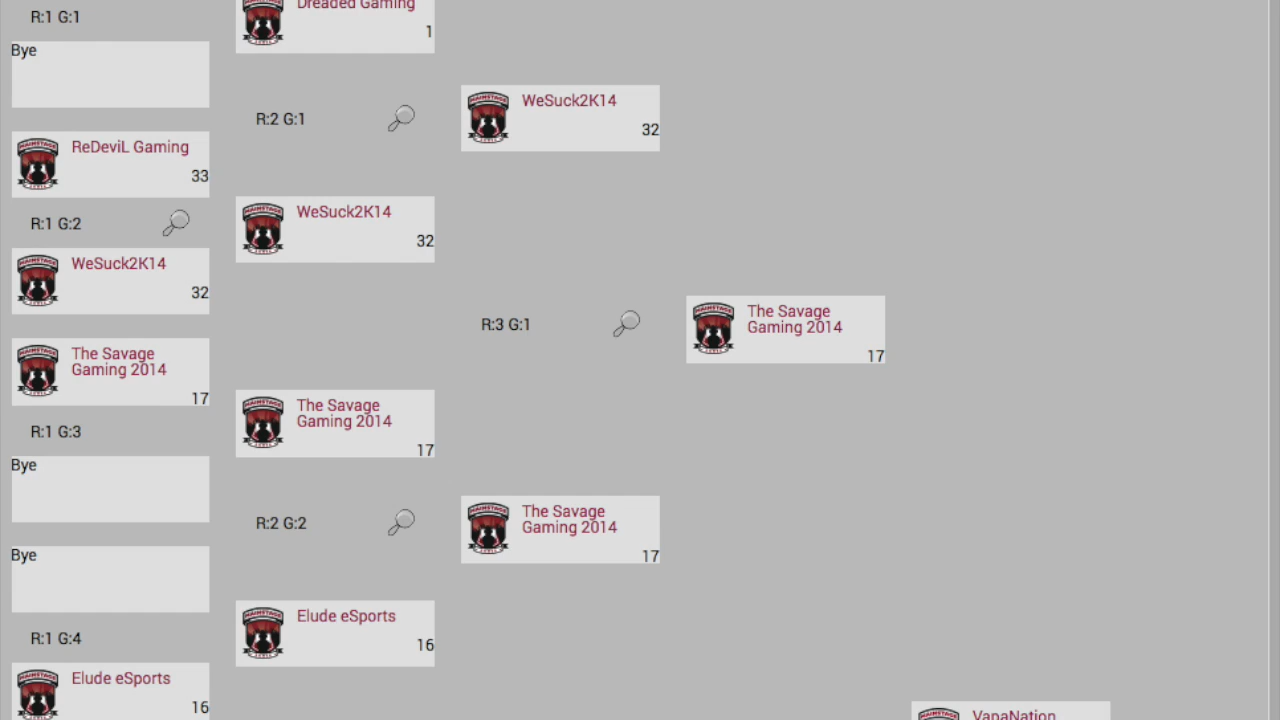 R:1 G:1
Bye
ReDeviL Gaming
33
R:1 G:2
WeSuck2K14
32
The Savage
Gaming 2014
17
R:1 G:3
Bye
Bye
R:1 G:4
Elude eSports
16
Dreaded Gaming
1
R:2 G:1
WeSuck2K14
32
The Savage
Gaming 2014
17
R:2 G:2
Elude eSports
16
WeSuck2K14
32
R:3 G:1
The Savage
Gaming 2014
17
The Savage
Gaming 2014
17
VapaNation